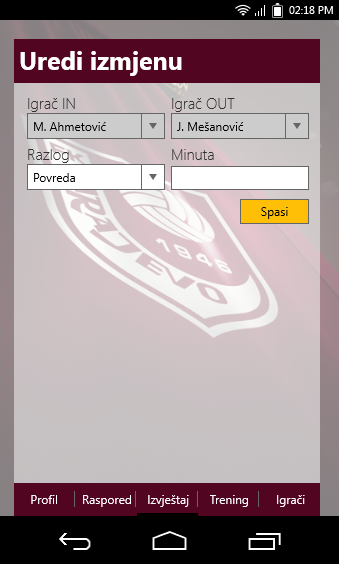 02:18 PM
Uredi izmjenu
Igrač IN Igrač OUT
M. Ahmetović J. Mešanović
Razlog Minuta
Povreda
Spasi
RAJEVO
1946
Profil Raspored Izvještaj Trening Igrači